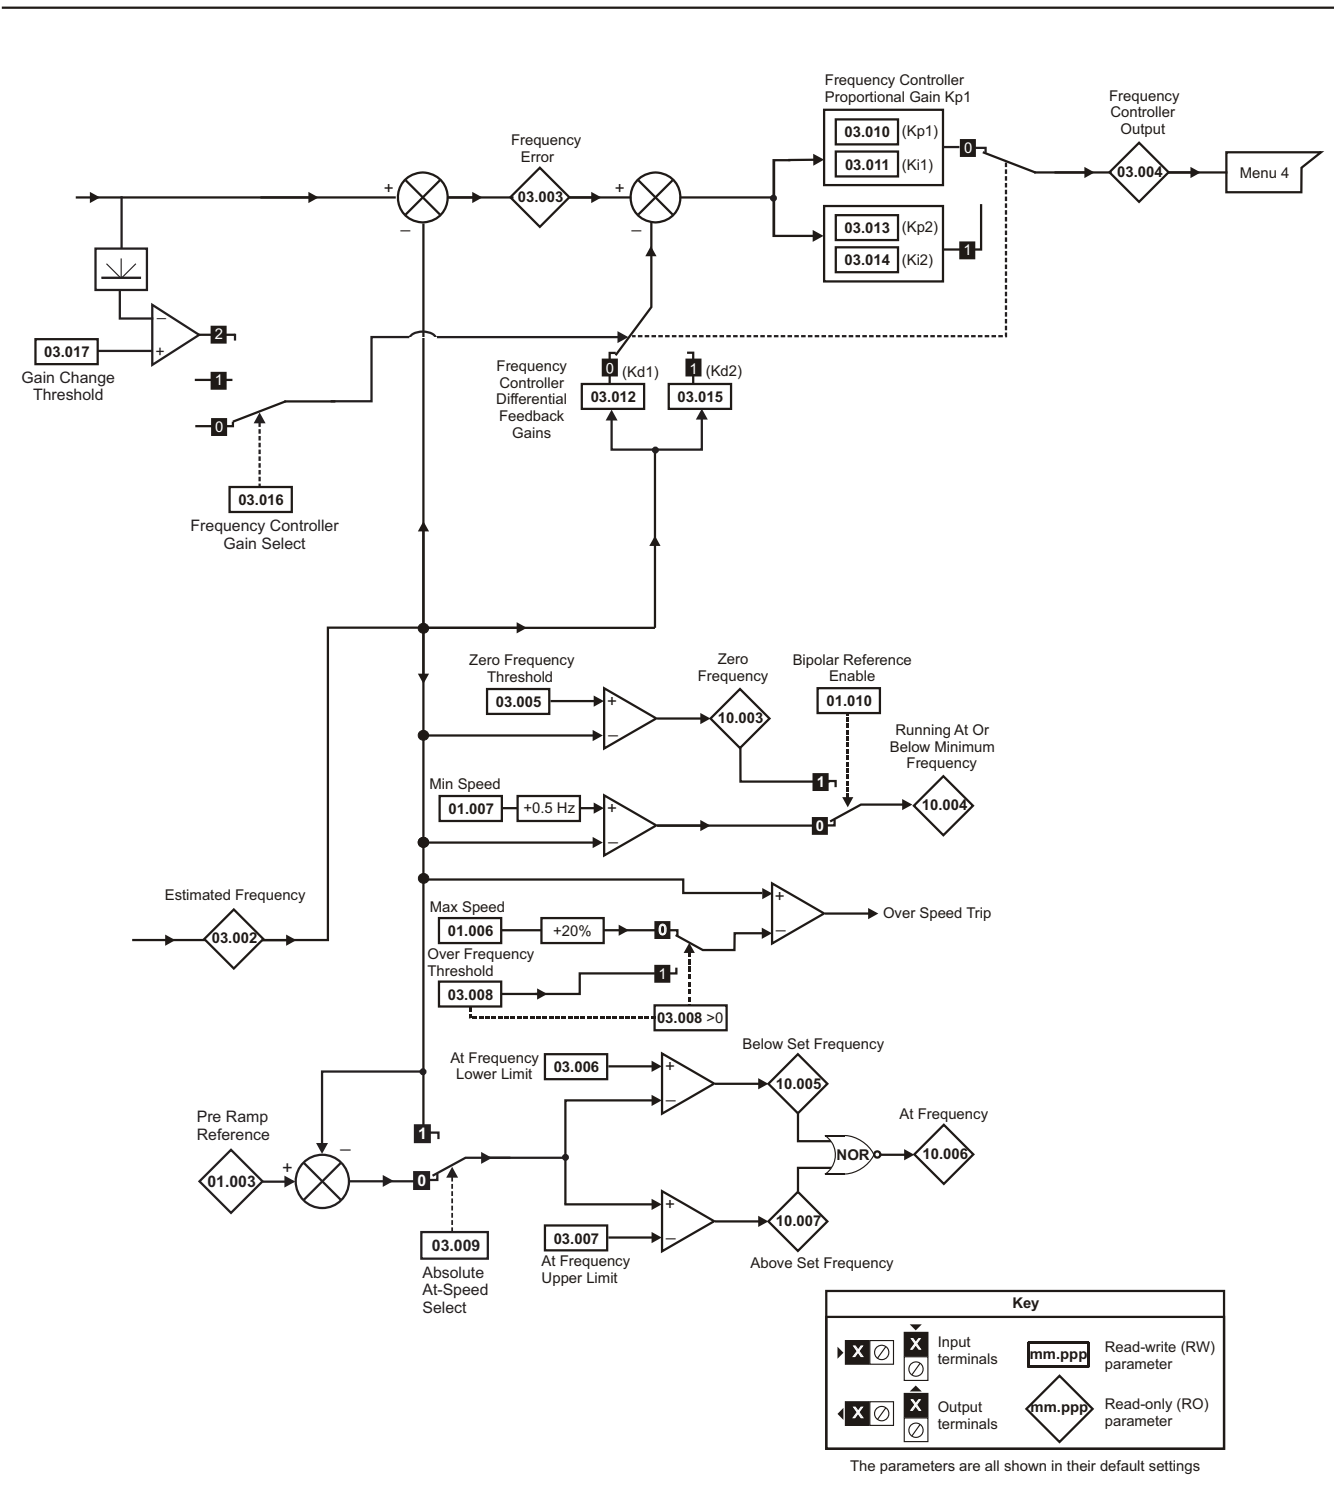 Frequency Controller
Proportional Gain Kp1
03.010 (Kp1)
03.011 (Ki1)
0
Frequency
Controller
Output
03.004
Menu 4
Frequency
Error
+
03.003
+
–
–
03.013 (Kp2)
03.014 (Ki2)
1
–
+
2
03.017
Gain Change
Threshold
1
0
03.016
Frequency Controller
Gain Select
Frequency
Controller
Differential
Feedback
Gains
0 (Kd1)
03.012
1 (Kd2)
03.015
Zero Frequency
Threshold
03.005
+
–
Zero
Frequency
10.003
Bipolar Reference
Enable
01.010
Running At Or
Below Minimum
Frequency
10.004
1
0
Min Speed
01.007
+0.5 Hz
+
–
Estimated Frequency
03.002
Max Speed
01.006
+20%
0
+
–
Over Speed Trip
Over Frequency
Threshold
03.008
1
03.008 >0
At Frequency
Lower Limit
03.006
+
–
Below Set Frequency
10.005
At Frequency
NOR
10.006
Pre Ramp
Reference
01.003
+
–
1
0
03.009
Absolute
At-Speed
Select
03.007
At Frequency
Upper Limit
+
–
10.007
Above Set Frequency
Key
X
X
Input
terminals
mm.ppp
Read-write (RW)
parameter
X
X
Output
terminals
mm.ppp
Read-only (RO)
parameter
The parameters are all shown in their default settings